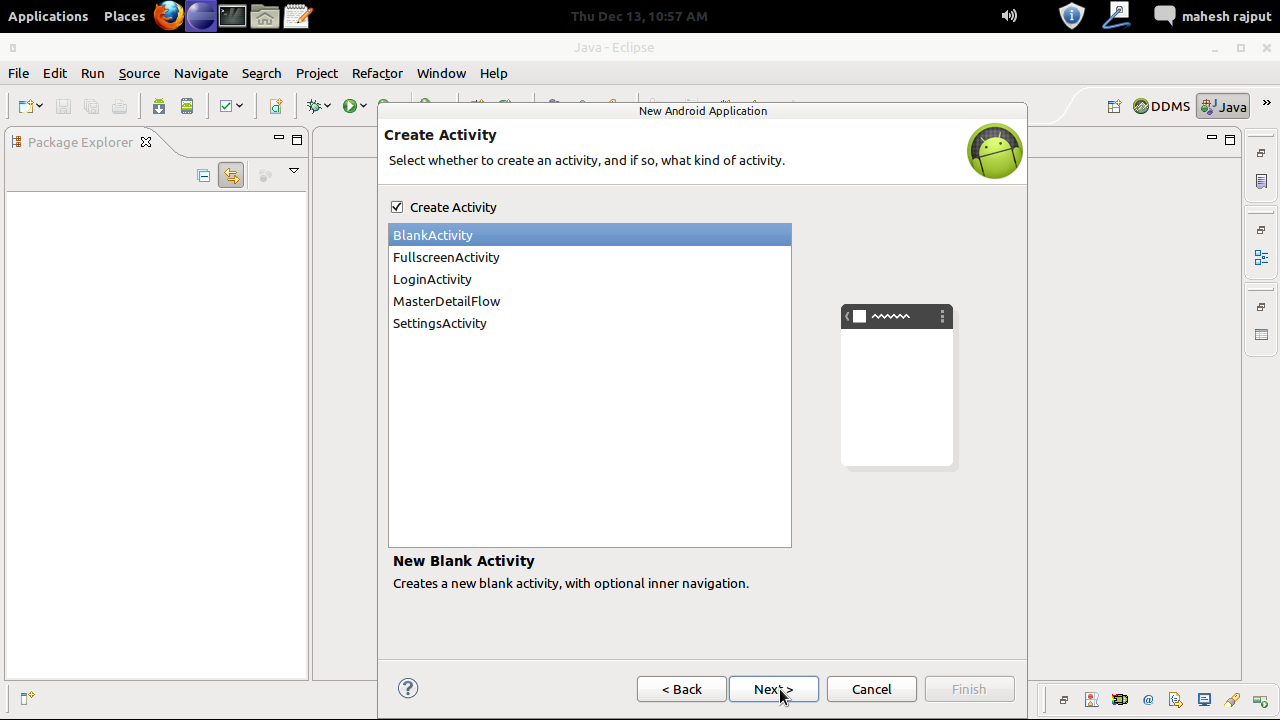 Applications Places Thu Dec 13, 10:57 AM mahesh rajput
Java - Eclipse
File Edit Run Source Navigate Search Project Refactor Window Help
DDMS Java
Package Explorer
New Android Application
Create Activity
Select whether to create an activity, and if so, what kind of activity.
Create Activity
BlankActivity
FullscreenActivity
LoginActivity
MasterDetailFlow
SettingsActivity
New Blank Activity
Creates a new blank activity, with optional inner navigation.
< Back Next > Cancel Finish